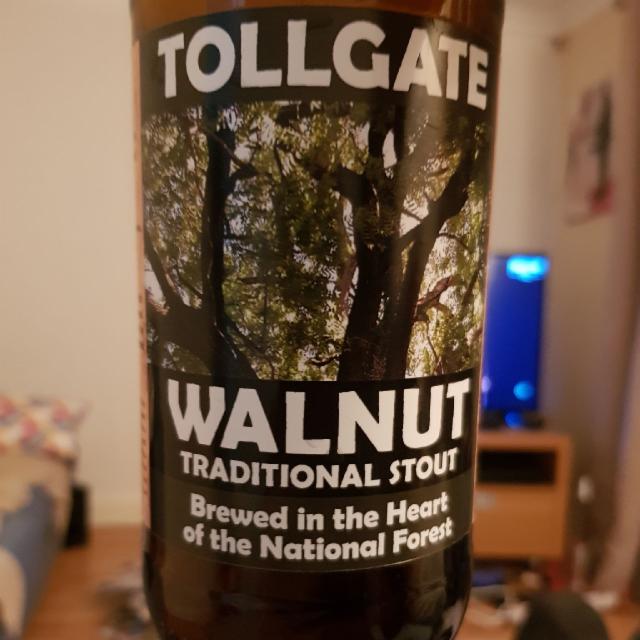 TOLLGATE
WALNUT
TRADITIONAL STOUT
Brewed in the Heart
of the National Forest